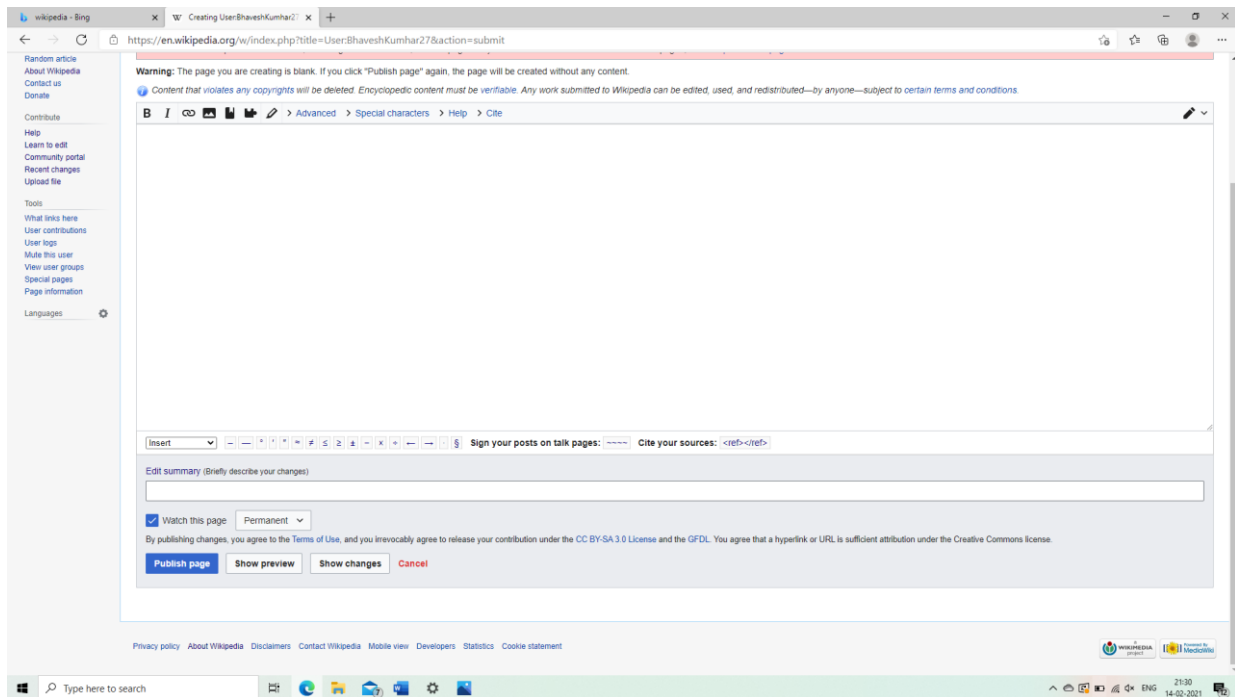 wikipedia - Bing
Creating User:BhaveshKumhar27
https://en.wikipedia.org/w/index.php?title=User:BhaveshKumhar27&action=submit
Random article
About Wikipedia
Contact us
Donate
Contribute
Help
Learn to edit
Community portal
Recent changes
Upload file
Tools
What links here
User contributions
User logs
Mute this user
View user groups
Special pages
Page information
Languages
Warning: The page you are creating is blank. If you click "Publish page" again, the page will be created without any content.
Content that violates any copyrights will be deleted. Encyclopedic content must be verifiable. Any work submitted to Wikipedia can be edited, used, and redistributed—by anyone—subject to certain terms and conditions.
B I > Advanced > Special characters > Help > Cite
Insert – — ° ′ ″ ≈ ≠ ≤ ≥ ± − × ÷ ← → · § Sign your posts on talk pages: ~~~~ Cite your sources: <ref></ref>
Edit summary (Briefly describe your changes)
Watch this page Permanent
By publishing changes, you agree to the Terms of Use, and you irrevocably agree to release your contribution under the CC BY-SA 3.0 License and the GFDL. You agree that a hyperlink or URL is sufficient attribution under the Creative Commons license.
Publish page Show preview Show changes Cancel
Privacy policy About Wikipedia Disclaimers Contact Wikipedia Mobile view Developers Statistics Cookie statement
A WIKIMEDIA project
Powered by MediaWiki
Type here to search
ENG
21:30
14-02-2021